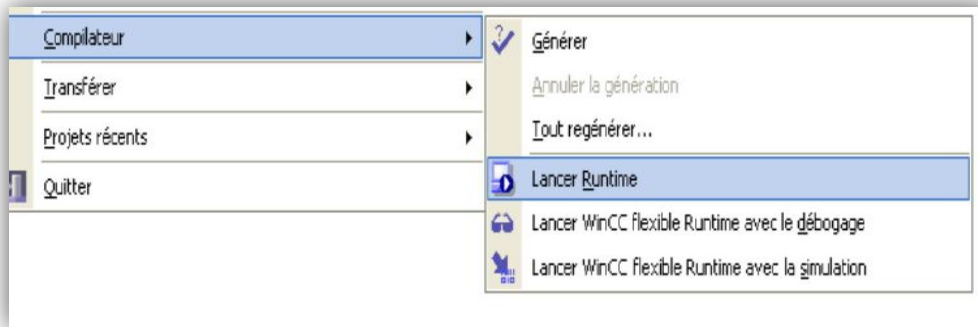 Compilateur
Transférer
Projets récents
Quitter
Générer
Annuler la génération
Tout regénérer...
Lancer Runtime
Lancer WinCC flexible Runtime avec le débogage
Lancer WinCC flexible Runtime avec la simulation